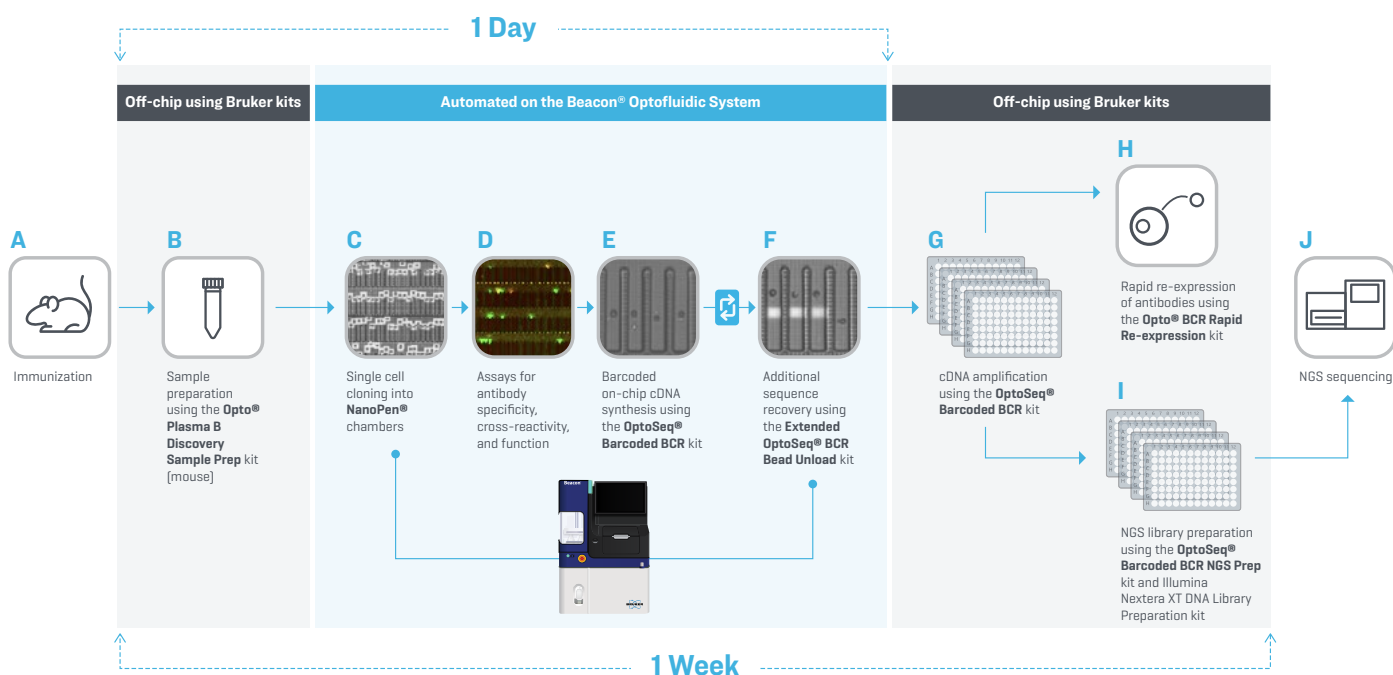 1 Day
Off-chip using Bruker kits
Automated on the Beacon® Optofluidic System
Off-chip using Bruker kits
A
Immunization
B
Sample
preparation
using the Opto®
Plasma B
Discovery
Sample Prep kit
(mouse)
C
Single cell
cloning into
NanoPen®
chambers
D
Assays for
antibody
specificity,
cross-reactivity,
and function
E
Barcoded
on-chip cDNA
synthesis using
the OptoSeq®
Barcoded BCR kit
F
Additional
sequence
recovery using
the Extended
OptoSeq® BCR
Bead Unload kit
Beacon
BRUKER
G
cDNA amplification
using the OptoSeq®
Barcoded BCR kit
H
Rapid re-expression
of antibodies using
the Opto® BCR Rapid
Re-expression kit
I
NGS library preparation
using the OptoSeq®
Barcoded BCR NGS Prep
kit and Illumina
Nextera XT DNA Library
Preparation kit
J
NGS sequencing
1 Week